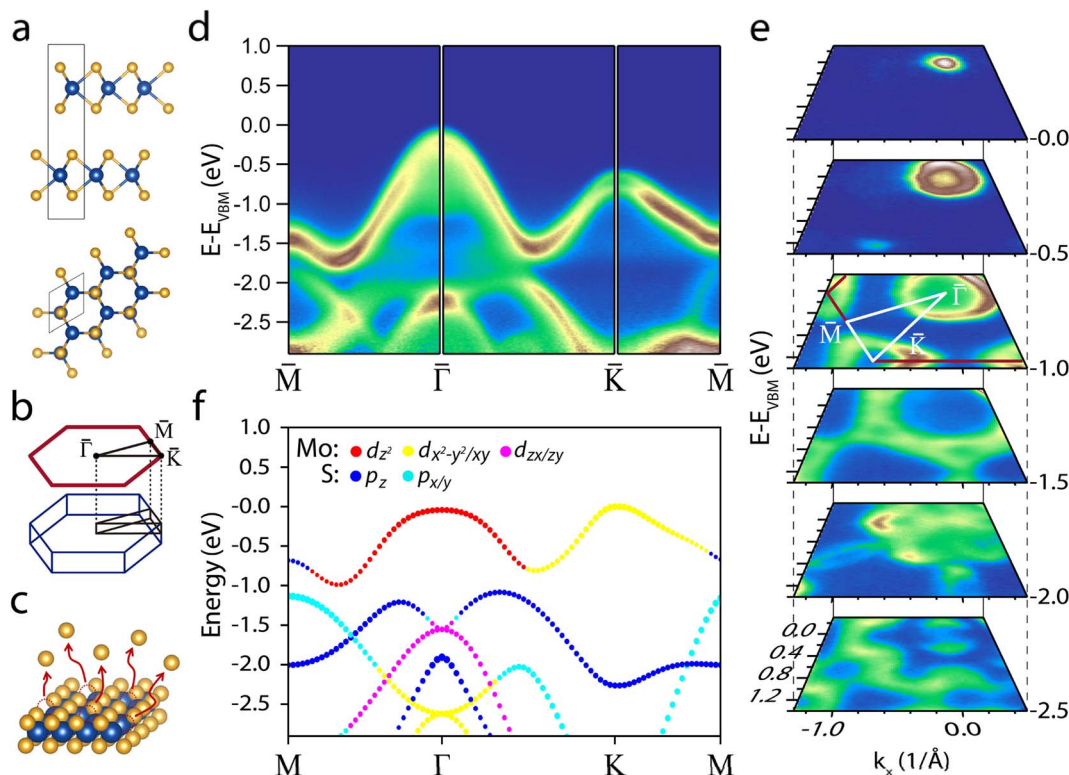 a
b
Γ̄
M̄
K̄
c
d
1.0
0.5
0.0
-0.5
-1.0
-1.5
-2.0
-2.5
E-E_VBM (eV)
M̄ Γ̄ K̄ M̄
e
-0.0
-0.5
Γ̄
M̄
K̄
-1.0
-1.5
-2.0
-2.5
E-E_VBM (eV)
0.0
0.4
0.8
1.2
-1.0 0.0
k_x (1/Å)
f
Mo: d_z² d_x²-y²/xy d_zx/zy
S: p_z p_x/y
1.0
0.5
-0.0
-0.5
-1.0
-1.5
-2.0
-2.5
Energy (eV)
M Γ K M